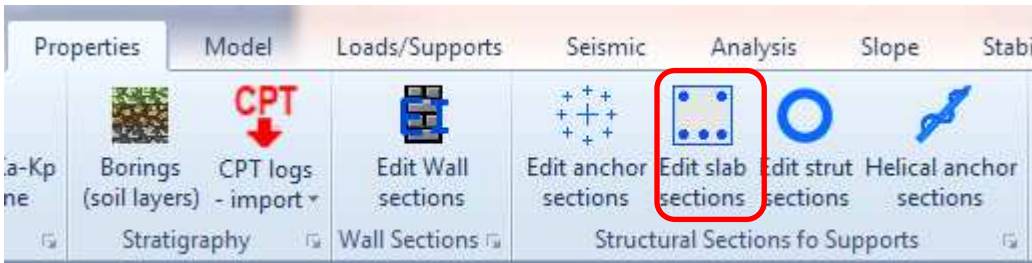 Properties Model Loads/Supports Seismic Analysis Slope Stabi
CPT
EI
a-Kp Borings CPT logs Edit Wall Edit anchor Edit slab Edit strut Helical anchor
ne (soil layers) - import sections sections sections sections sections
Stratigraphy Wall Sections Structural Sections fo Supports